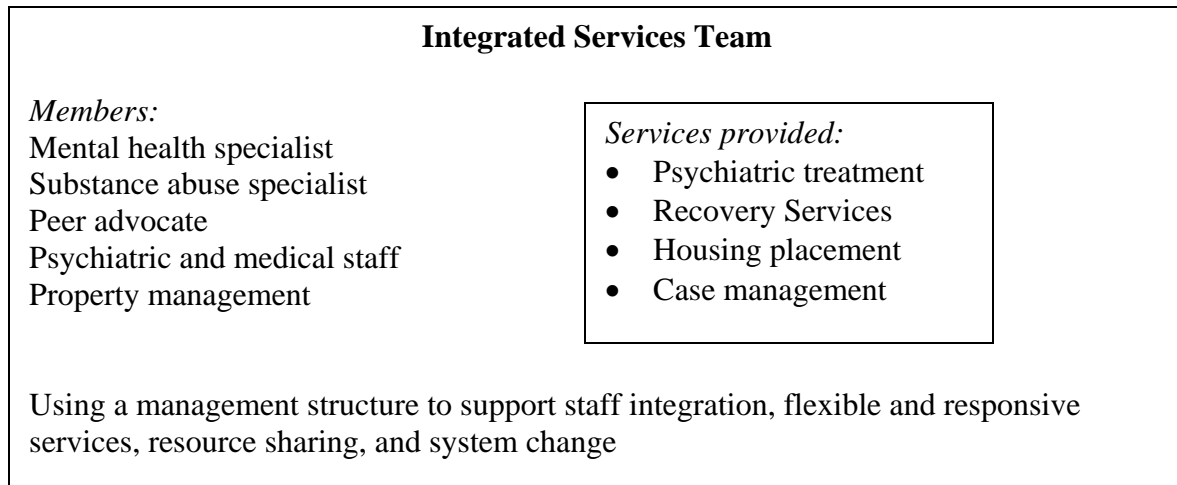 Integrated Services Team
Members:
Mental health specialist
Substance abuse specialist
Peer advocate
Psychiatric and medical staff
Property management
Services provided:
• Psychiatric treatment
• Recovery Services
• Housing placement
• Case management
Using a management structure to support staff integration, flexible and responsive
services, resource sharing, and system change